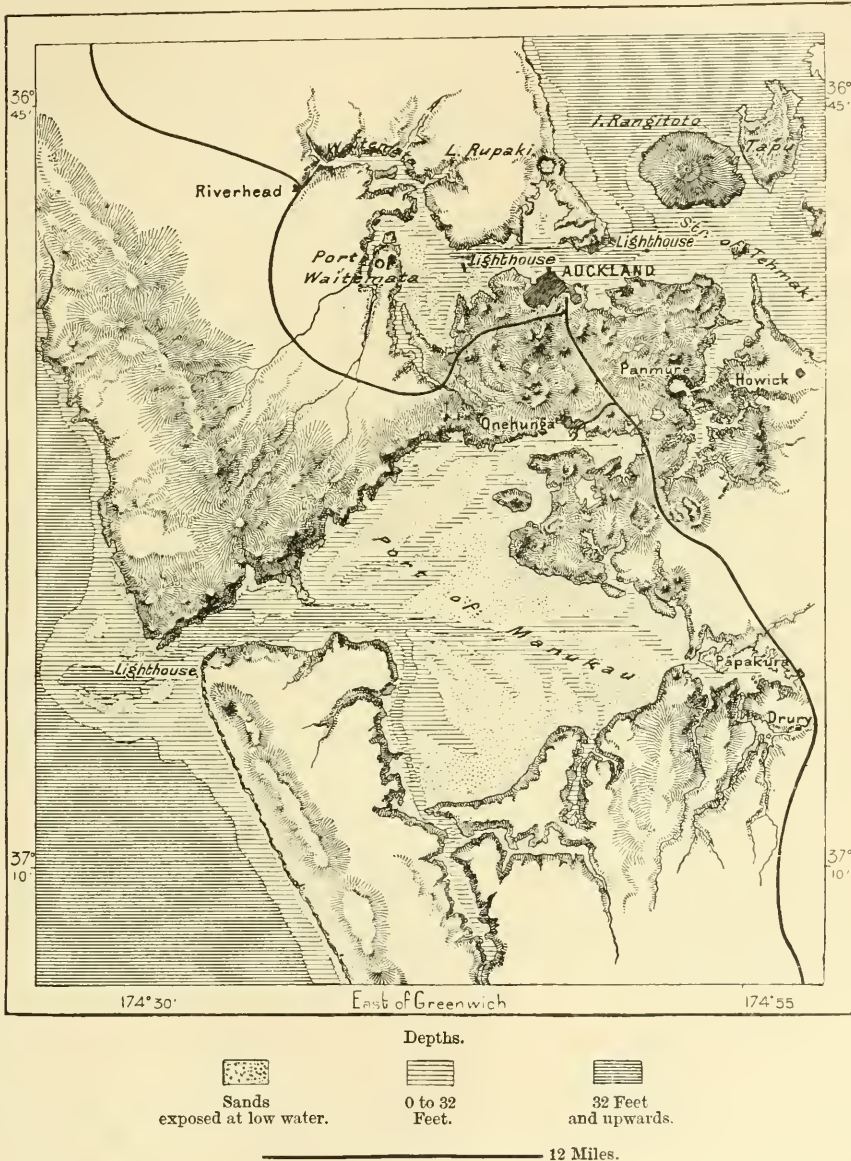 36°
45'
36°
45'
I. Rangitoto
Tapu
Waitemata
L. Rupaki
Riverhead
Str. of Tehmaki
Lighthouse
Port
Of
Waitemata
Lighthouse
AUCKLAND
Panmure
Howick
Onehunga
Port of Manukau
Lighthouse
Papakura
Drury
37°
10'
37°
10'
174°30'
East of Greenwich
174°55
Depths.
Sands
exposed at low water.
0 to 32
Feet.
32 Feet
and upwards.
12 Miles.